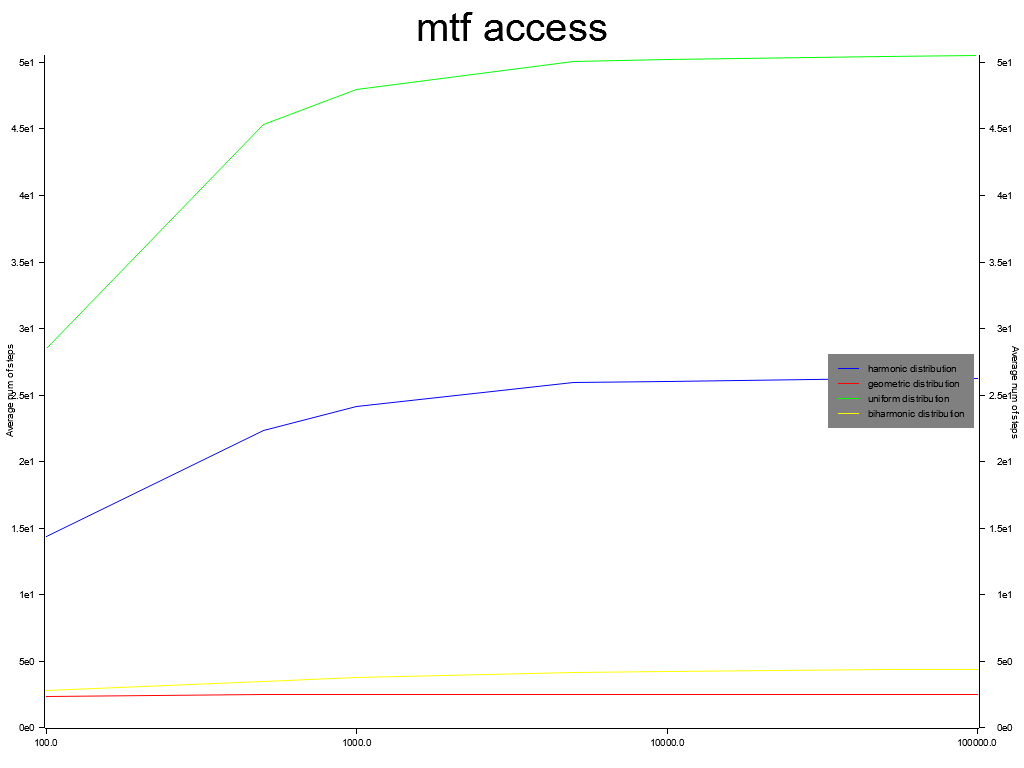 mtf access
5e1
4.5e1
4e1
3.5e1
3e1
2.5e1
2e1
1.5e1
1e1
5e0
0e0
Average num of steps
100.0
1000.0
10000.0
100000.0
harmonic distribution
geometric distribution
uniform distribution
biharmonic distribution
5e1
4.5e1
4e1
3.5e1
3e1
2.5e1
2e1
1.5e1
1e1
5e0
0e0
Average num of steps